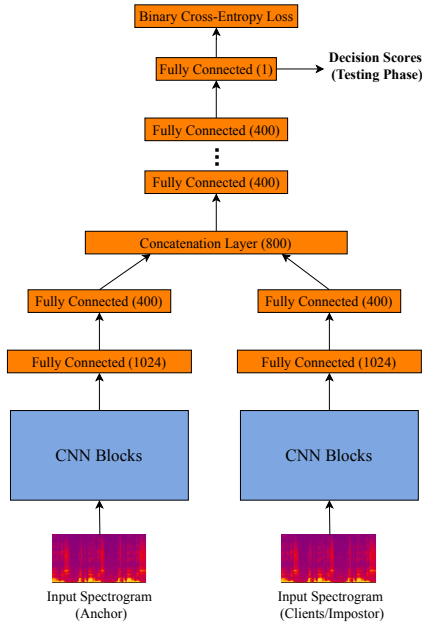 Binary Cross-Entropy Loss
Fully Connected (1)
Decision Scores
(Testing Phase)
Fully Connected (400)
Fully Connected (400)
Concatenation Layer (800)
Fully Connected (400)
Fully Connected (400)
Fully Connected (1024)
Fully Connected (1024)
CNN Blocks
CNN Blocks
Input Spectrogram
(Anchor)
Input Spectrogram
(Clients/Impostor)